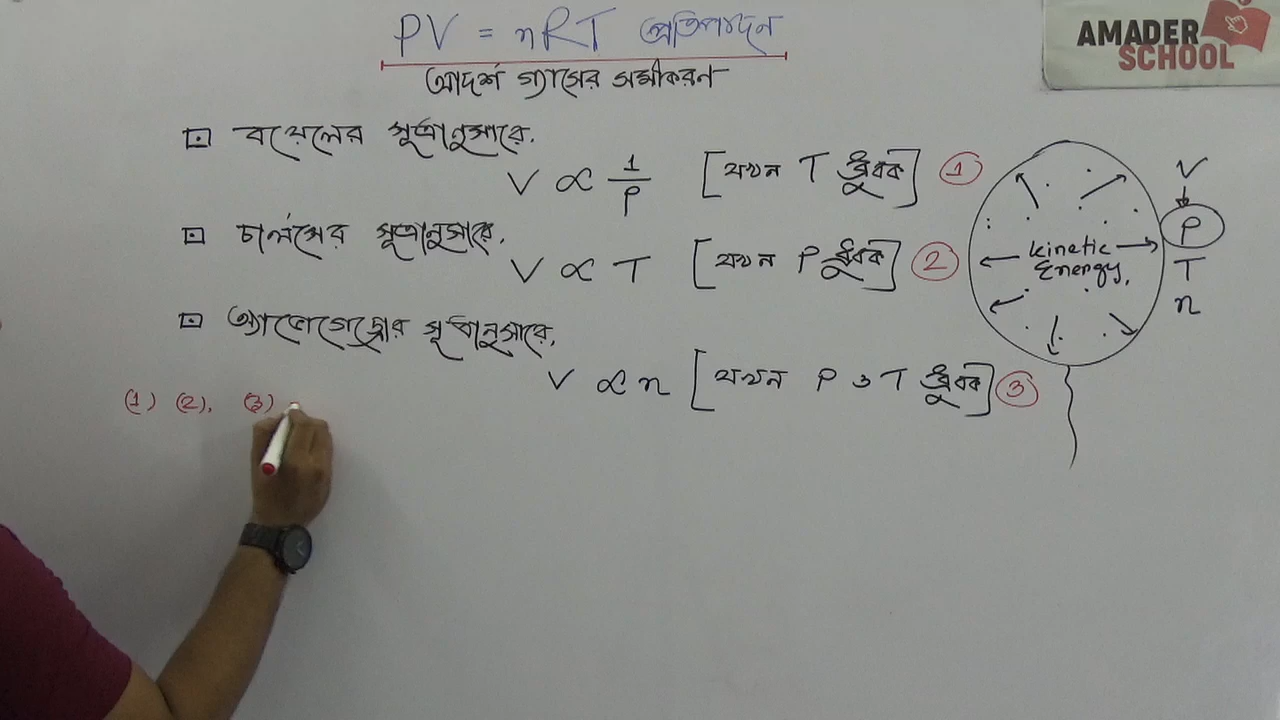 PV = nRT প্রতিপাদন
আদর্শ গ্যাসের সমীকরণ
AMADER
SCHOOL
⊡ বয়েলের সূত্রানুসারে,
V ∝ 1/P [যখন T ধ্রুবক] ①
⊡ চার্লসের সূত্রানুসারে,
V ∝ T [যখন P ধ্রুবক] ②
⊡ অ্যাভোগেড্রোর সূত্রানুসারে,
V ∝ n [যখন P ও T ধ্রুবক] ③
(1) (2), (3)
kinetic
Energy,
V
P
T
n